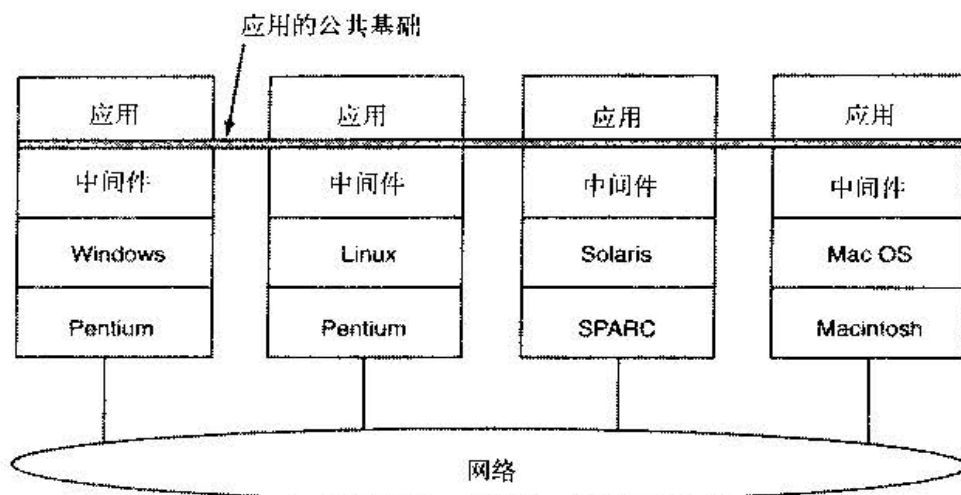 应用的公共基础
应用 应用 应用 应用
中间件 中间件 中间件 中间件
Windows Linux Solaris Mac OS
Pentium Pentium SPARC Macintosh
网络